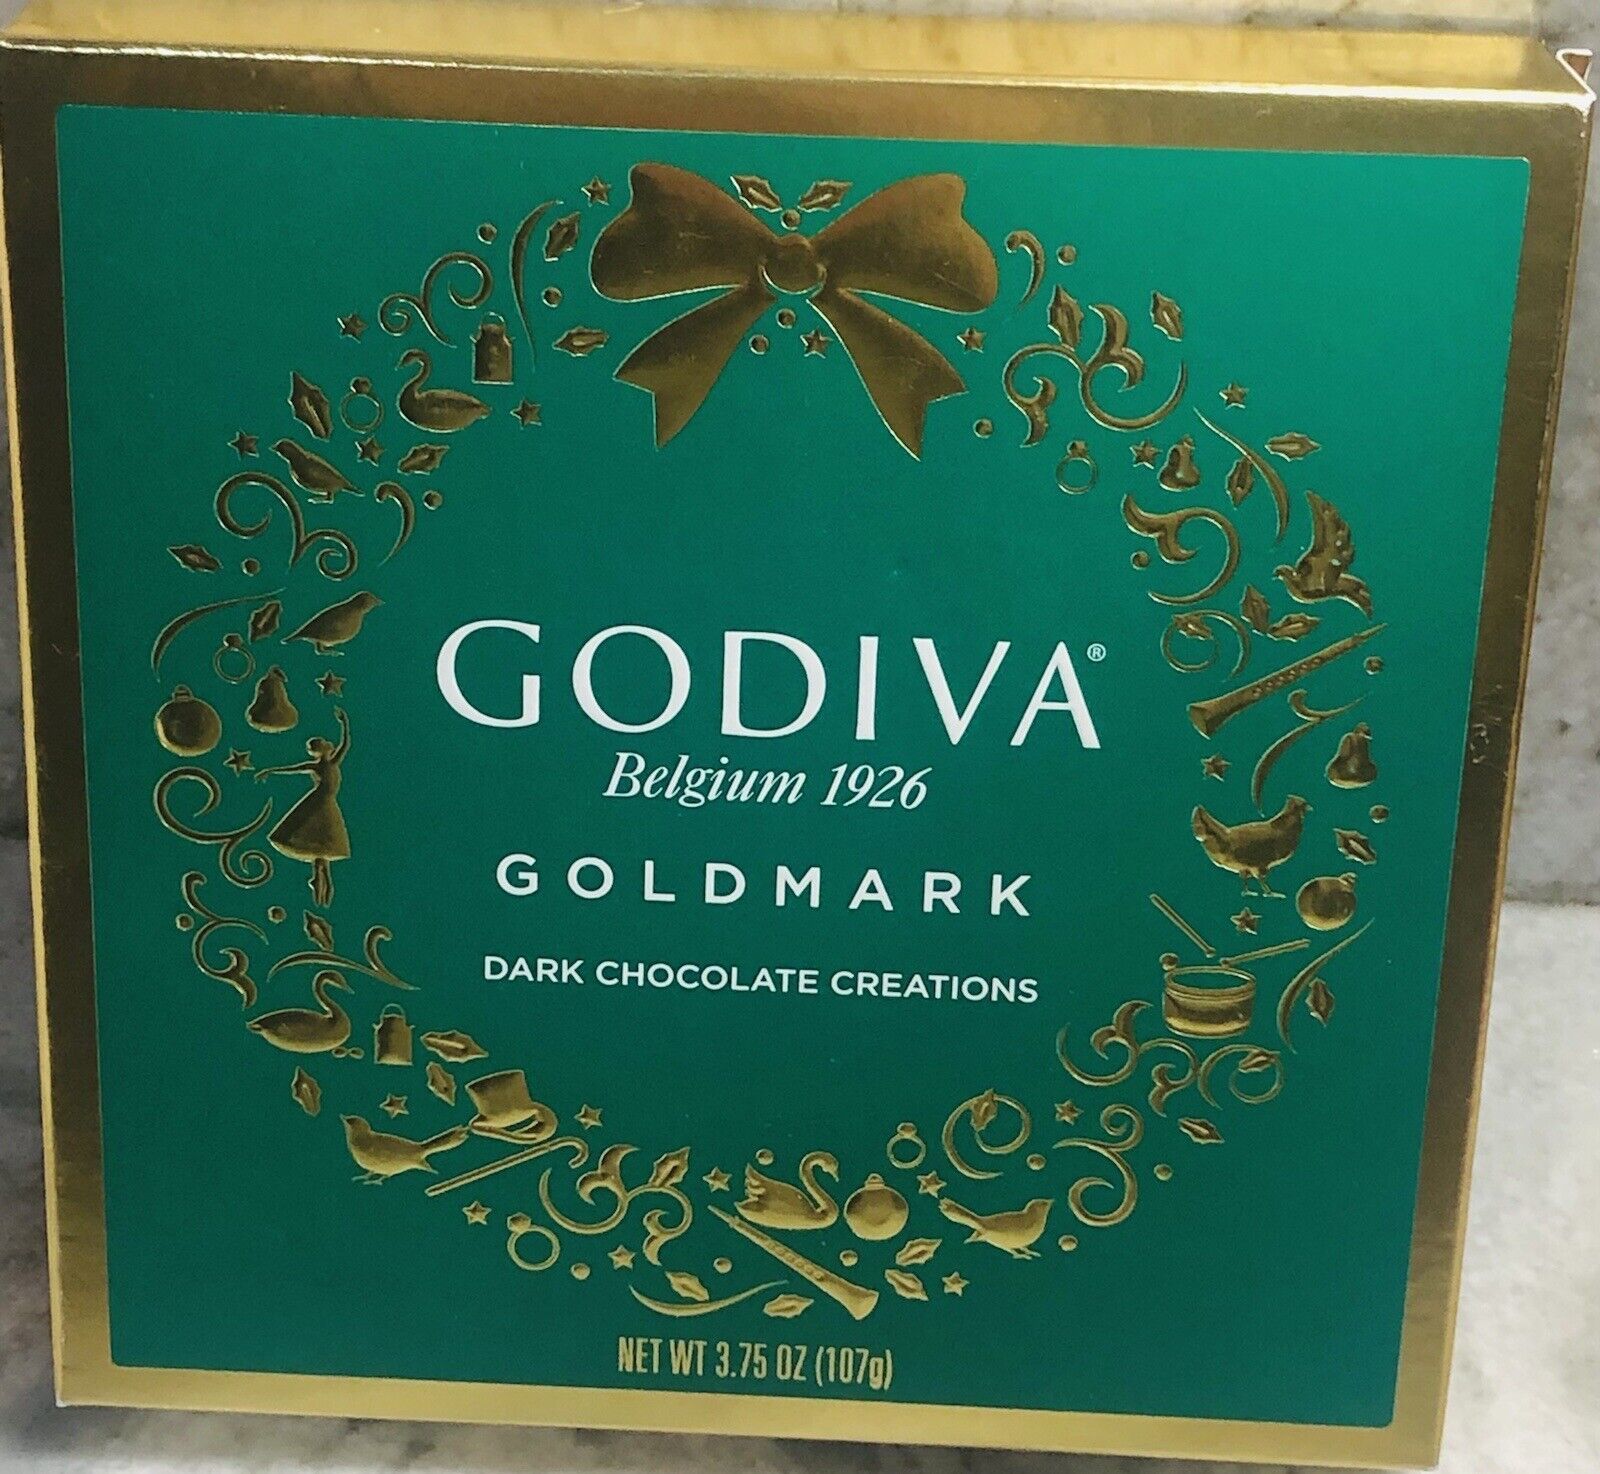 GODIVA®
Belgium 1926
GOLDMARK
DARK CHOCOLATE CREATIONS
NET WT 3.75 OZ (107g)